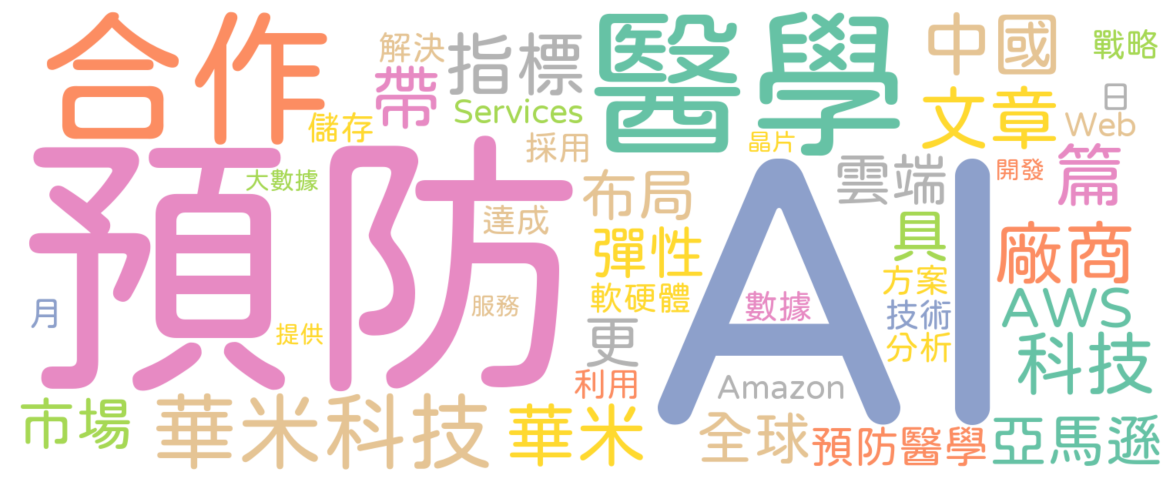 合作
解決
指標
醫學
中國
戰略
帶
Services
文章
日
儲存
採用
晶片
Web
預防
AI
大數據
布局
雲端
開發
篇
達成
彈性
具
廠商
月
服務
軟硬體
數據
方案
AWS
提供
更
技術
分析
科技
利用
Amazon
市場
華米科技
華米
全球
預防醫學
亞馬遜